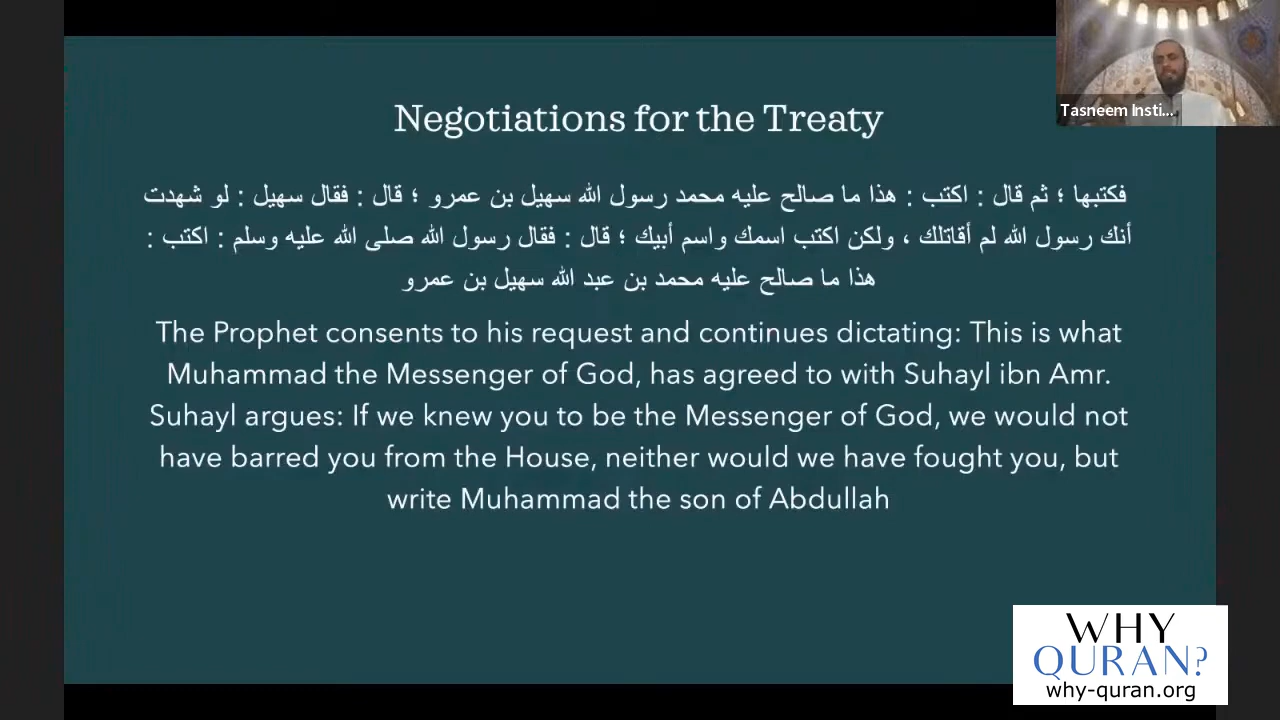 Tasneem Insti...
Negotiations for the Treaty
فكتبها ؛ ثم قال : اكتب : هذا ما صالح عليه محمد رسول الله سهيل بن عمرو ؛ قال : فقال سهيل : لو شهدت
أنك رسول الله لم أقاتلك ، ولكن اكتب اسمك واسم أبيك ؛ قال : فقال رسول الله صلى الله عليه وسلم : اكتب :
هذا ما صالح عليه محمد بن عبد الله سهيل بن عمرو
The Prophet consents to his request and continues dictating: This is what
Muhammad the Messenger of God, has agreed to with Suhayl ibn Amr.
Suhayl argues: If we knew you to be the Messenger of God, we would not
have barred you from the House, neither would we have fought you, but
write Muhammad the son of Abdullah
WHY
QURAN?
why-quran.org